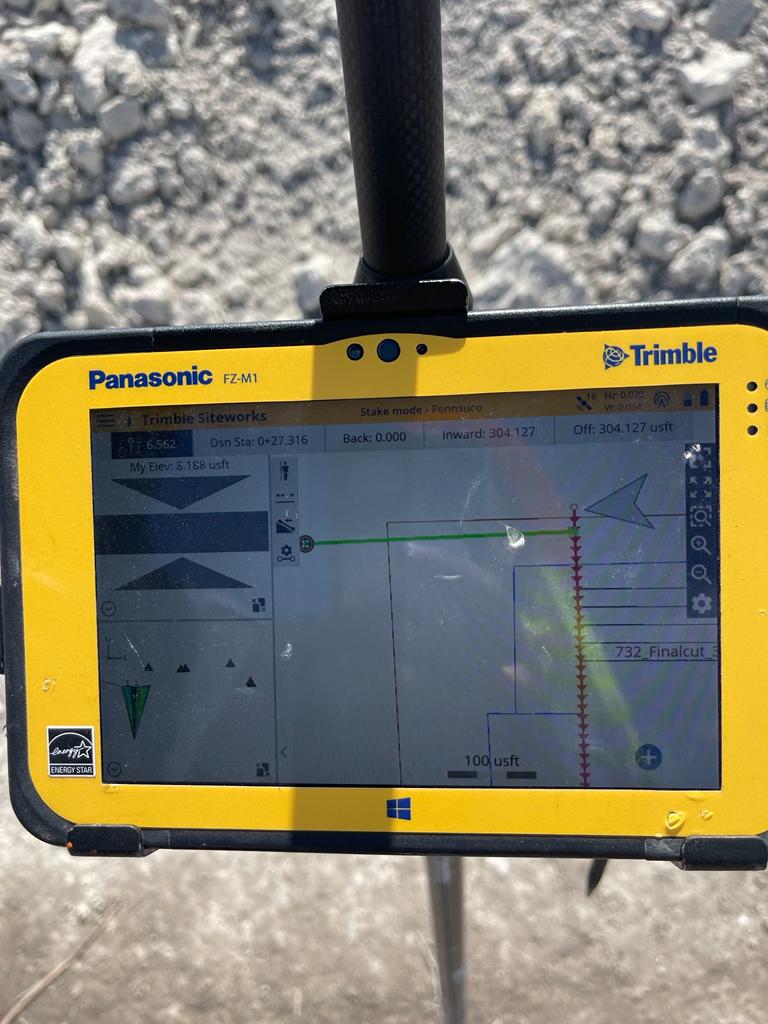 Panasonic FZ-M1
Trimble
Trimble Siteworks
Stake mode - Pennsuco
16
Hz: 0.020
Vt: 0.054
6.562
Dsn Sta: 0+27.316
Back: 0.000
Inward: 304.127
Off: 304.127 usft
My Elev: 8.188 usft
732_Finalcut_3
100 usft
energy
ENERGY STAR